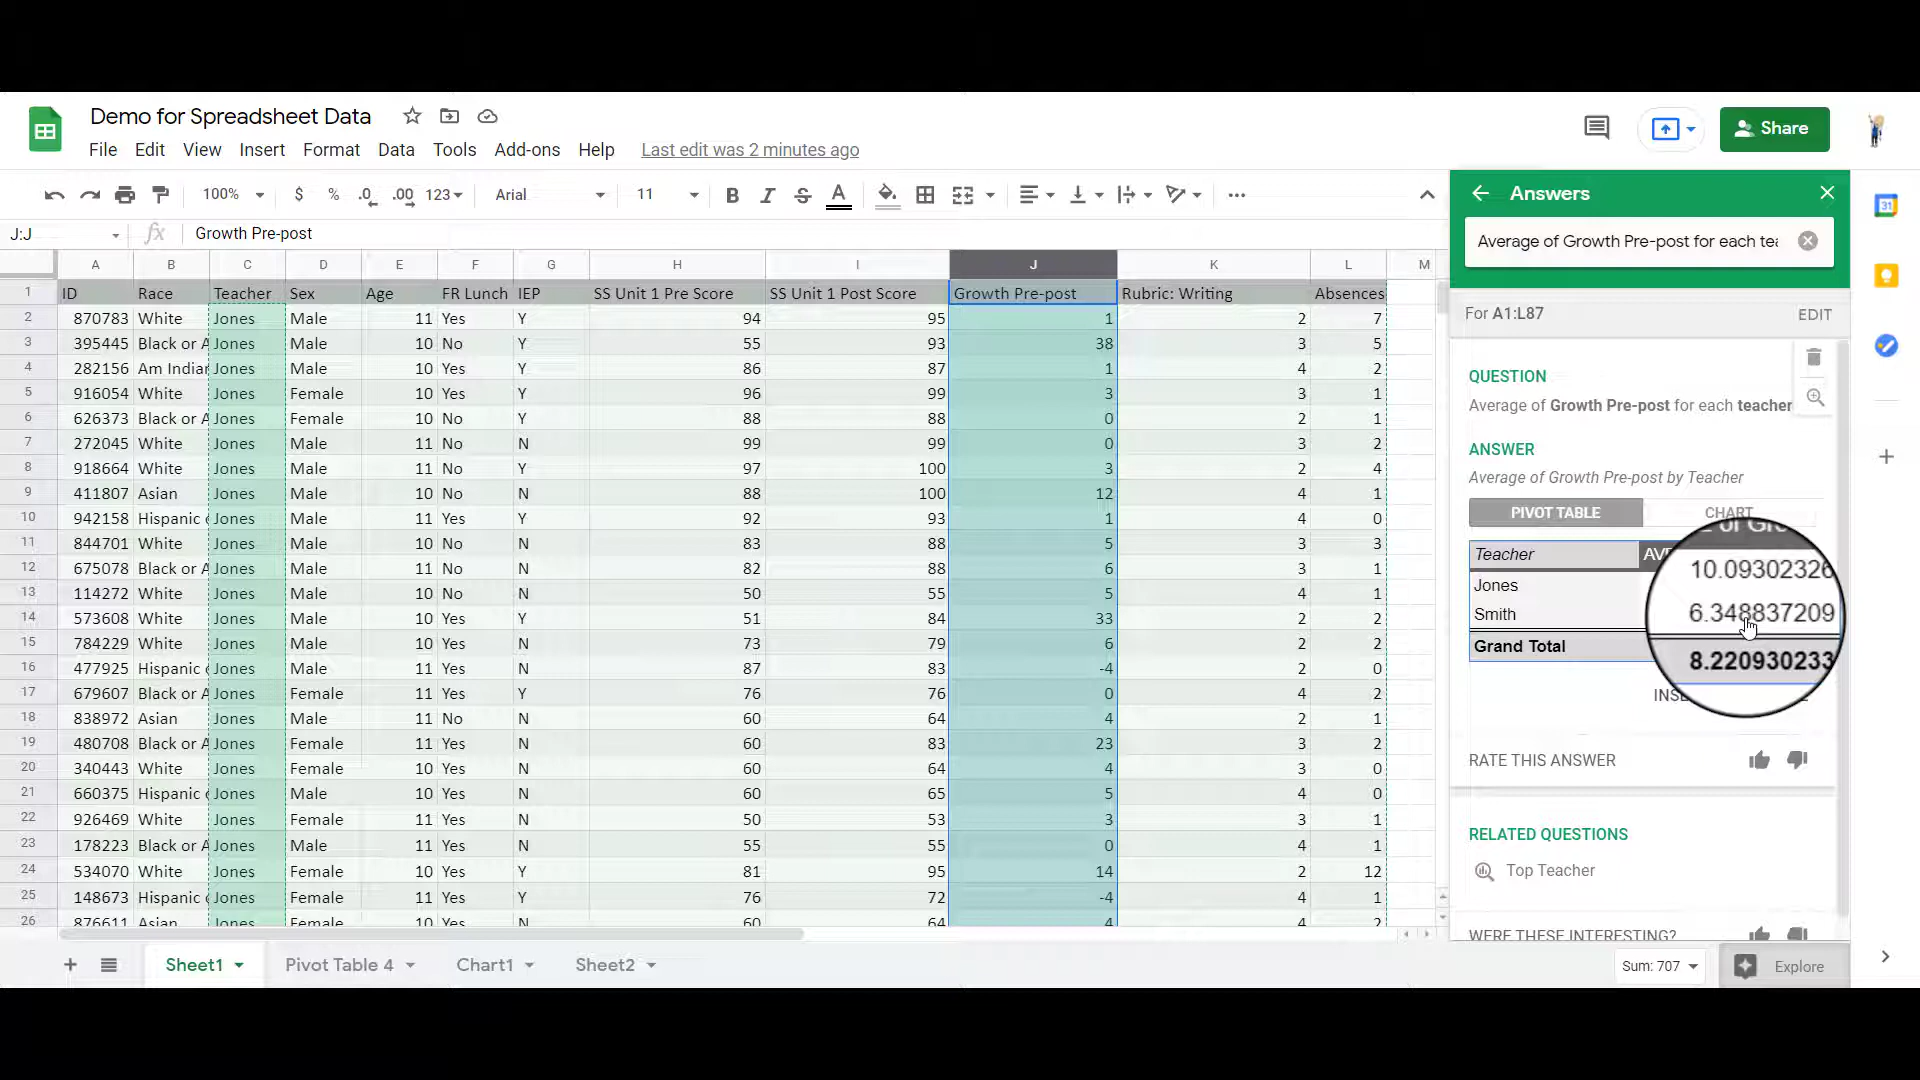 Demo for Spreadsheet Data
File Edit View Insert Format Data Tools Add-ons Help Last edit was 2 minutes ago
Share
100% $ % .0 .00 123 Arial 11 B I S A
J:J fx Growth Pre-post
A B C D E F G H I J K L M
1 ID Race Teacher Sex Age FR Lunch IEP SS Unit 1 Pre Score SS Unit 1 Post Score Growth Pre-post Rubric: Writing Absences
2 870783 White Jones Male 11 Yes Y 94 95 1 2 7
3 395445 Black or A Jones Male 10 No Y 55 93 38 3 5
4 282156 Am Indian Jones Male 10 Yes Y 86 87 1 4 2
5 916054 White Jones Female 10 Yes Y 96 99 3 3 1
6 626373 Black or A Jones Female 10 No Y 88 88 0 2 1
7 272045 White Jones Male 11 No N 99 99 0 3 2
8 918664 White Jones Male 11 No Y 97 100 3 2 4
9 411807 Asian Jones Male 10 No N 88 100 12 4 1
10 942158 Hispanic Jones Male 11 Yes Y 92 93 1 4 0
11 844701 White Jones Male 10 No N 83 88 5 3 3
12 675078 Black or A Jones Male 11 No N 82 88 6 3 1
13 114272 White Jones Male 10 No N 50 55 5 4 1
14 573608 White Jones Male 10 Yes Y 51 84 33 2 2
15 784229 White Jones Male 10 Yes N 73 79 6 2 2
16 477925 Hispanic Jones Male 11 Yes N 87 83 -4 2 0
17 679607 Black or A Jones Female 11 Yes Y 76 76 0 4 2
18 838972 Asian Jones Male 11 No N 60 64 4 2 1
19 480708 Black or A Jones Female 11 Yes N 60 83 23 3 2
20 340443 White Jones Female 10 Yes N 60 64 4 3 0
21 660375 Hispanic Jones Male 10 Yes N 60 65 5 4 0
22 926469 White Jones Female 11 Yes N 50 53 3 3 1
23 178223 Black or A Jones Male 11 Yes N 55 55 0 4 1
24 534070 White Jones Female 10 Yes Y 81 95 14 2 12
25 148673 Hispanic Jones Female 11 Yes Y 76 72 -4 4 1
26 876611 Asian Jones Female 10 Yes N 60 64 4 4 2
Sheet1 Pivot Table 4 Chart1 Sheet2 Sum: 707 Explore
Answers
Average of Growth Pre-post for each tea
For A1:L87 EDIT
QUESTION
Average of Growth Pre-post for each teacher
ANSWER
Average of Growth Pre-post by Teacher
PIVOT TABLE CHART
Teacher
Jones 10.09302326
Smith 6.348837209
Grand Total 8.220930233
RATE THIS ANSWER
RELATED QUESTIONS
Top Teacher
WERE THESE INTERESTING?
31